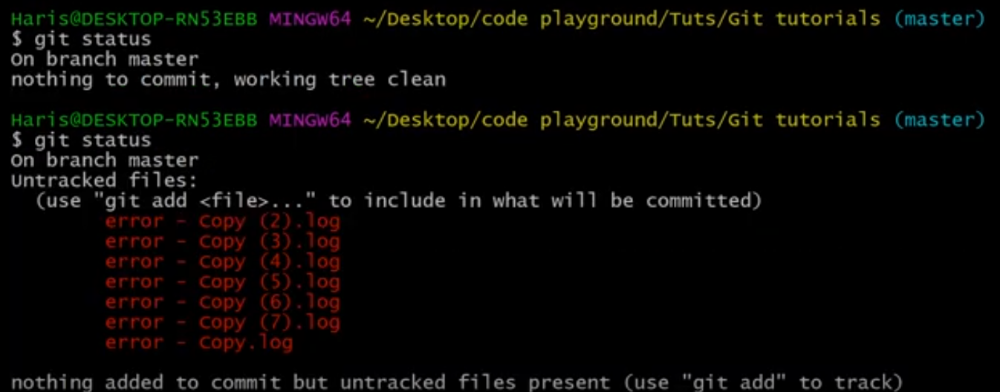 Haris@DESKTOP-RN53EBB MINGW64 ~/Desktop/code playground/Tuts/Git tutorials (master)
$ git status
On branch master
nothing to commit, working tree clean
Haris@DESKTOP-RN53EBB MINGW64 ~/Desktop/code playground/Tuts/Git tutorials (master)
$ git status
On branch master
Untracked files:
(use "git add <file>..." to include in what will be committed)
error - Copy (2).log
error - Copy (3).log
error - Copy (4).log
error - Copy (5).log
error - Copy (6).log
error - Copy (7).log
error - Copy.log
nothing added to commit but untracked files present (use "git add" to track)